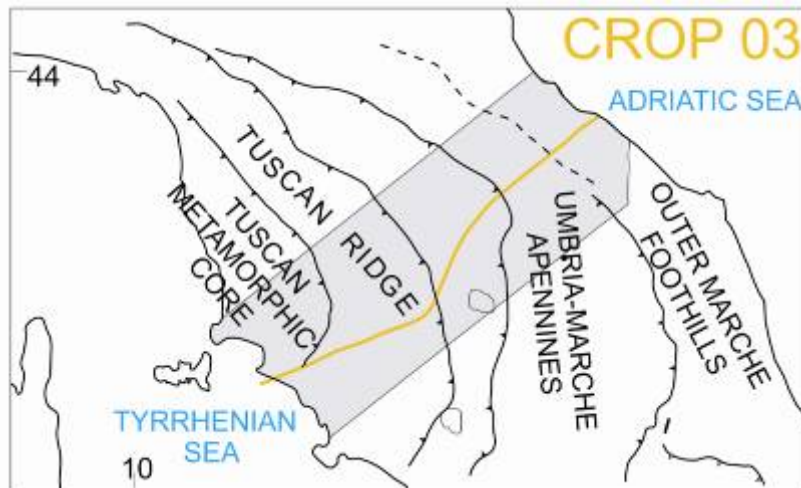 CROP 03
44
ADRIATIC SEA
TUSCAN
RIDGE
TUSCAN
METAMORPHIC
CORE
UMBRIA-MARCHE
APENNINES
OUTER MARCHE
FOOTHILLS
TYRRHENIAN
SEA
10